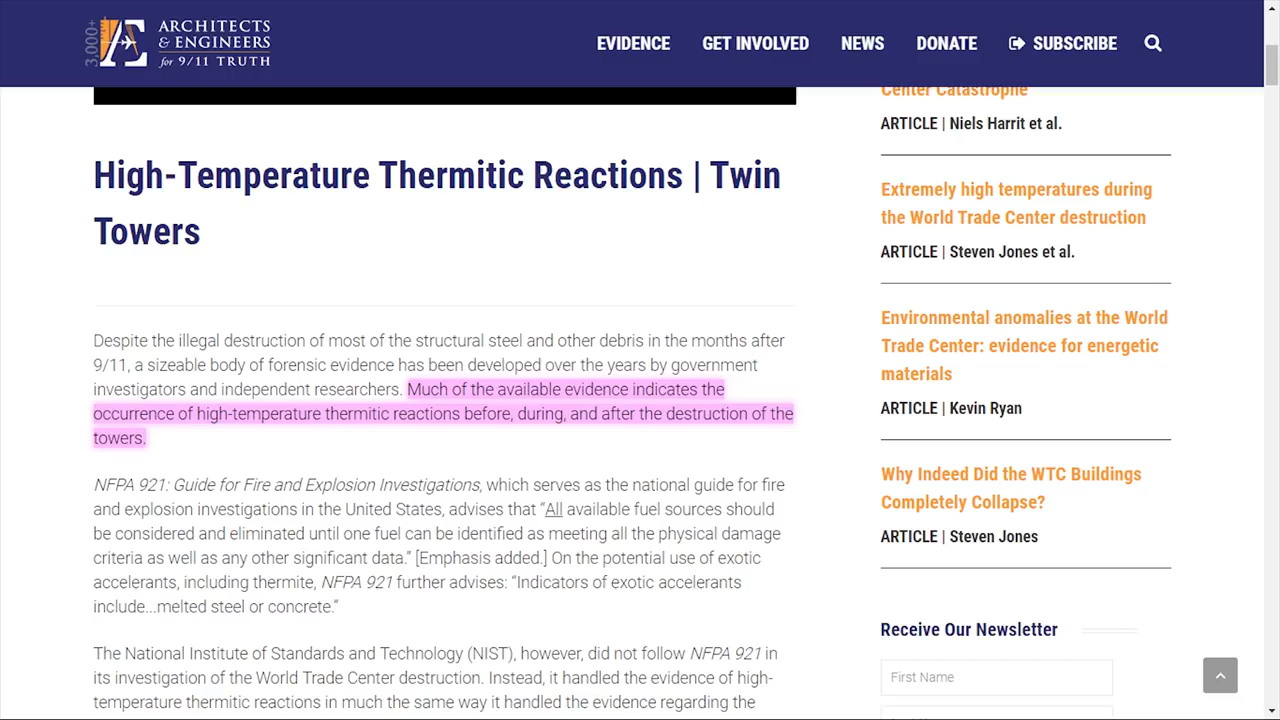 3,000+
ARCHITECTS
& ENGINEERS
for 9/11 TRUTH
EVIDENCE
GET INVOLVED
NEWS
DONATE
SUBSCRIBE
High-Temperature Thermitic Reactions | Twin
Towers
Despite the illegal destruction of most of the structural steel and other debris in the months after
9/11, a sizeable body of forensic evidence has been developed over the years by government
investigators and independent researchers. Much of the available evidence indicates the
occurrence of high-temperature thermitic reactions before, during, and after the destruction of the
towers.
NFPA 921: Guide for Fire and Explosion Investigations, which serves as the national guide for fire
and explosion investigations in the United States, advises that “All available fuel sources should
be considered and eliminated until one fuel can be identified as meeting all the physical damage
criteria as well as any other significant data.” [Emphasis added.] On the potential use of exotic
accelerants, including thermite, NFPA 921 further advises: “Indicators of exotic accelerants
include...melted steel or concrete.”
The National Institute of Standards and Technology (NIST), however, did not follow NFPA 921 in
its investigation of the World Trade Center destruction. Instead, it handled the evidence of high-
temperature thermitic reactions in much the same way it handled the evidence regarding the
Center Catastrophe
ARTICLE | Niels Harrit et al.
Extremely high temperatures during
the World Trade Center destruction
ARTICLE | Steven Jones et al.
Environmental anomalies at the World
Trade Center: evidence for energetic
materials
ARTICLE | Kevin Ryan
Why Indeed Did the WTC Buildings
Completely Collapse?
ARTICLE | Steven Jones
Receive Our Newsletter
First Name